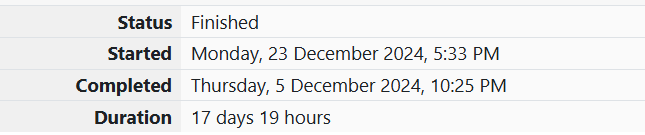 Status Finished
Started Monday, 23 December 2024, 5:33 PM
Completed Thursday, 5 December 2024, 10:25 PM
Duration 17 days 19 hours